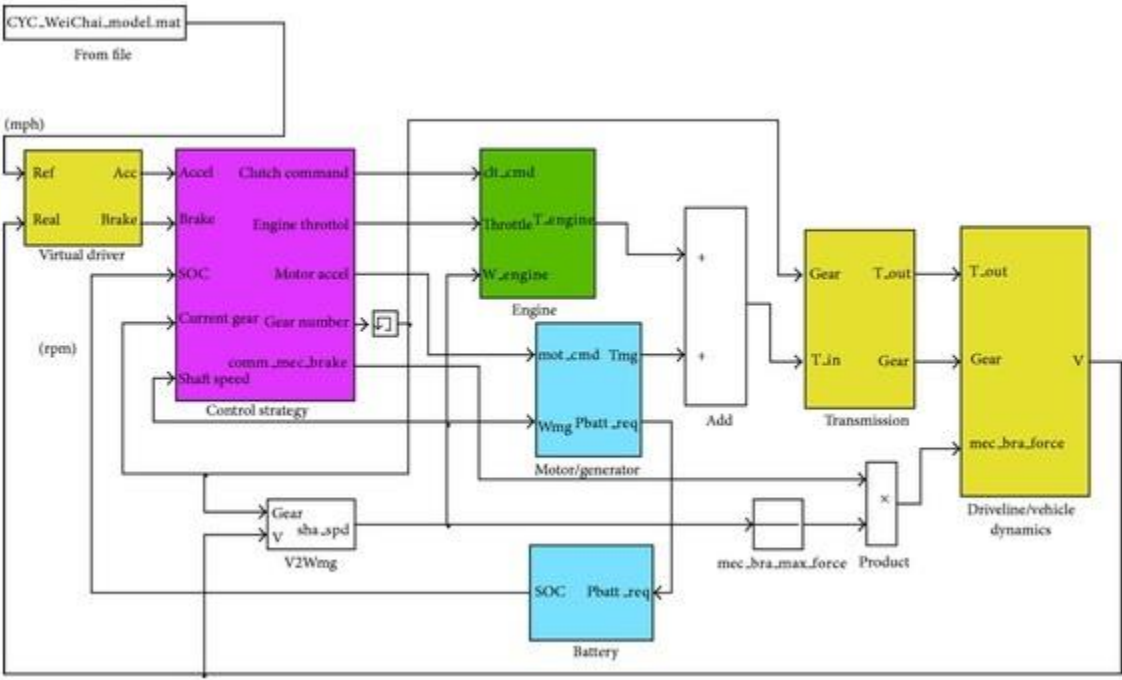 CYC_WeiChai_model.mat
From file
(mph)
Ref
Acc
Real
Brake
Virtual driver
Accel
Clutch command
Brake
Engine throttol
SOC
Motor accel
Current gear
Gear number
comm_mec_brake
Shaft speed
Control strategy
(rpm)
clt_cmd
Throttle
T_engine
W_engine
Engine
mot_cmd
Tmg
Wmg
Pbatt_req
Motor/generator
+
+
Add
Gear
T_out
T_in
Gear
Transmission
T_out
Gear
V
mec_bra_force
Driveline/vehicle
dynamics
Gear
V
sha_spd
V2Wmg
mec_bra_max_force
×
Product
SOC
Pbatt_req
Battery